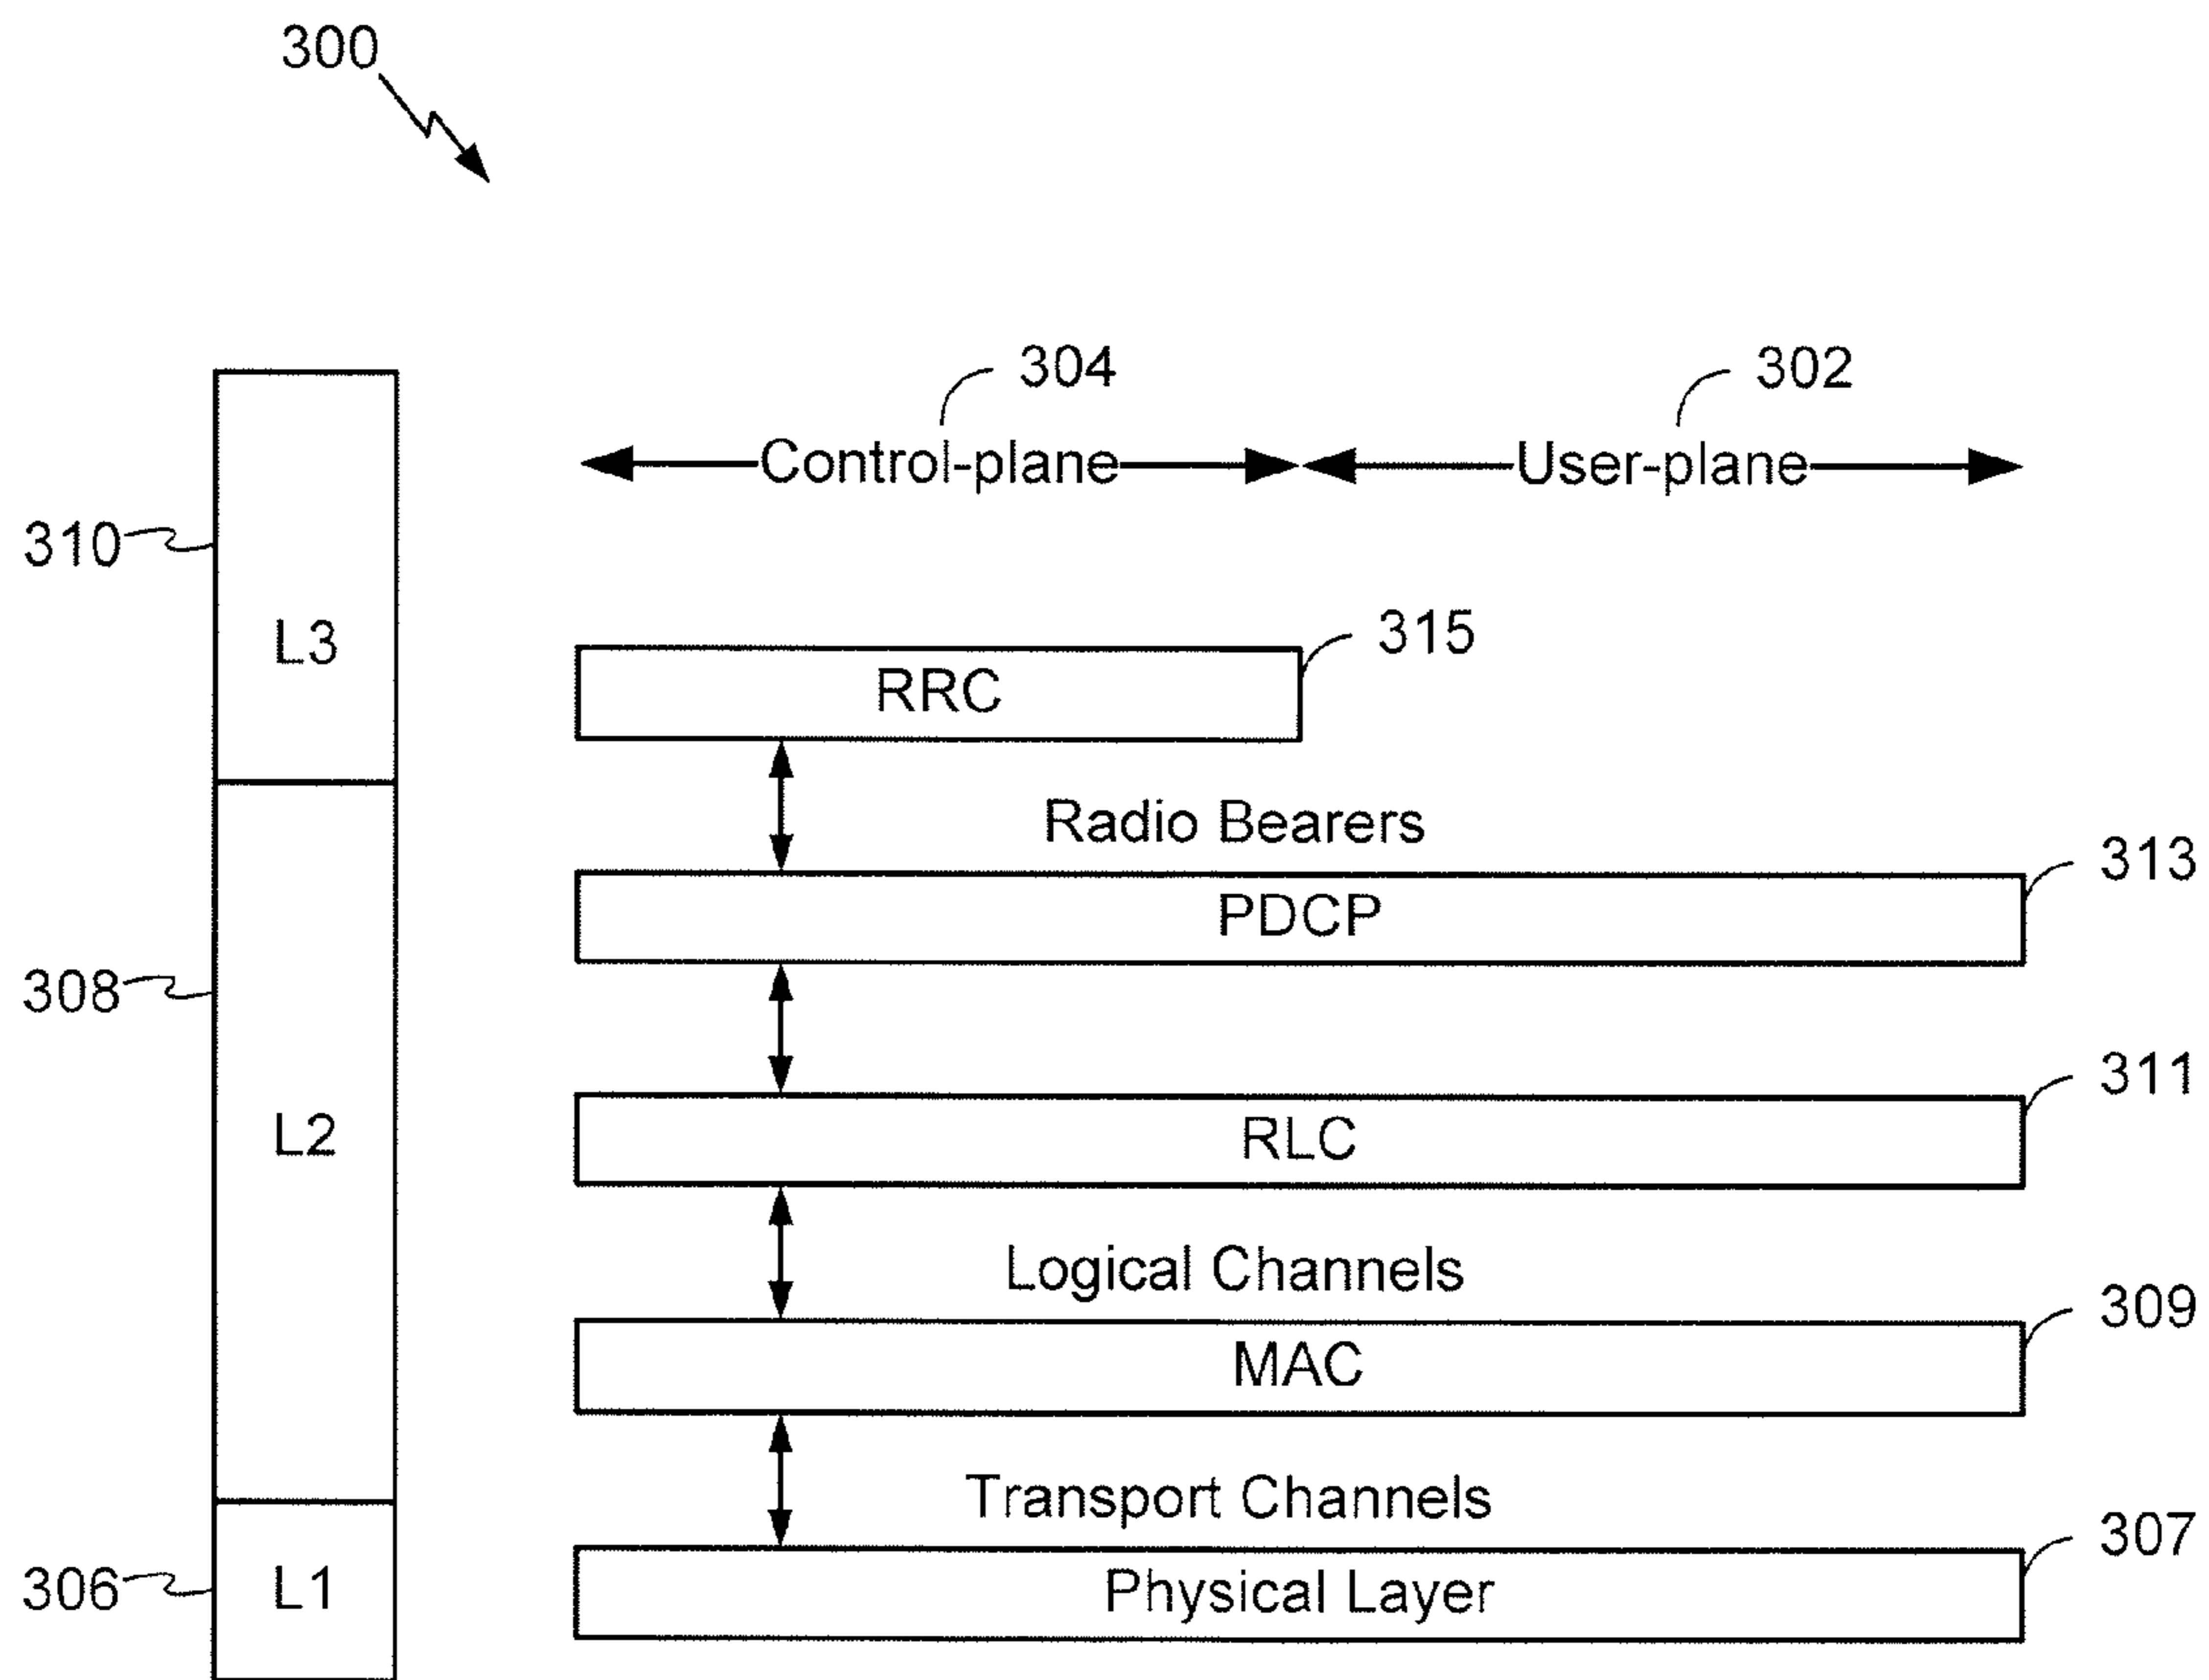 300
304
302
Control-plane
User-plane
310
L3
315
RRC
Radio Bearers
313
PDCP
308
311
L2
RLC
Logical Channels
309
MAC
Transport Channels
307
306
L1
Physical Layer